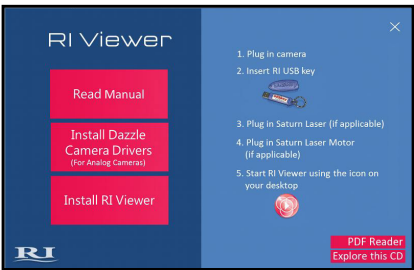 RI Viewer
Read Manual
Install Dazzle
Camera Drivers
(For Analog Cameras)
Install RI Viewer
RI
1. Plug in camera
2. Insert RI USB key
3. Plug in Saturn Laser (if applicable)
4. Plug in Saturn Laser Motor
(if applicable)
5. Start RI Viewer using the icon on
your desktop
PDF Reader
Explore this CD